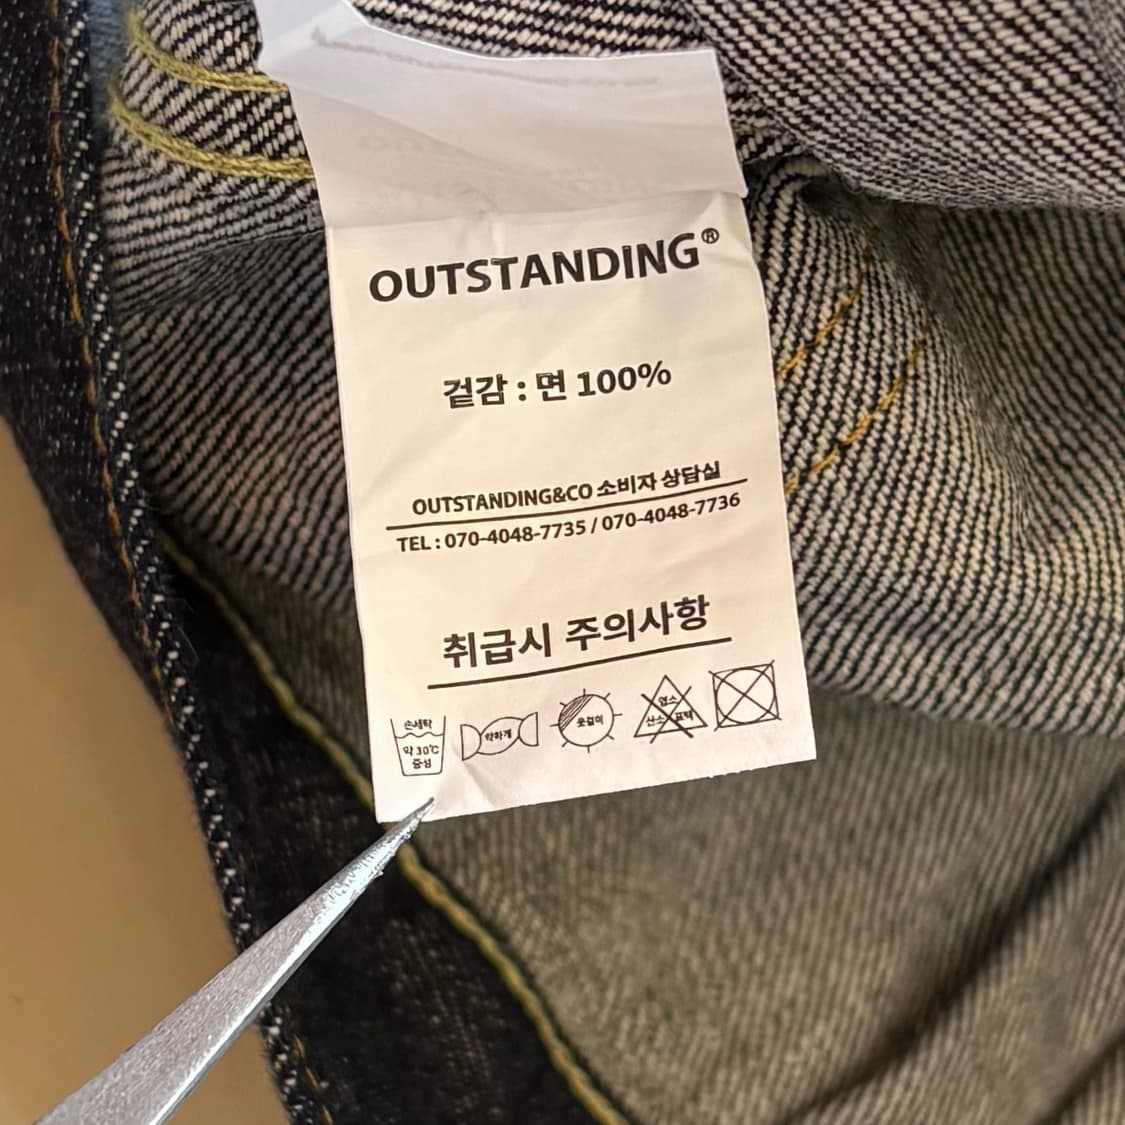 OUTSTANDING®
겉감 : 면 100%
OUTSTANDING&CO 소비자 상담실
TEL : 070-4048-7735 / 070-4048-7736
취급시 주의사항
손세탁
약 30℃
중성
약하게
옷걸이
염소
산소 표백